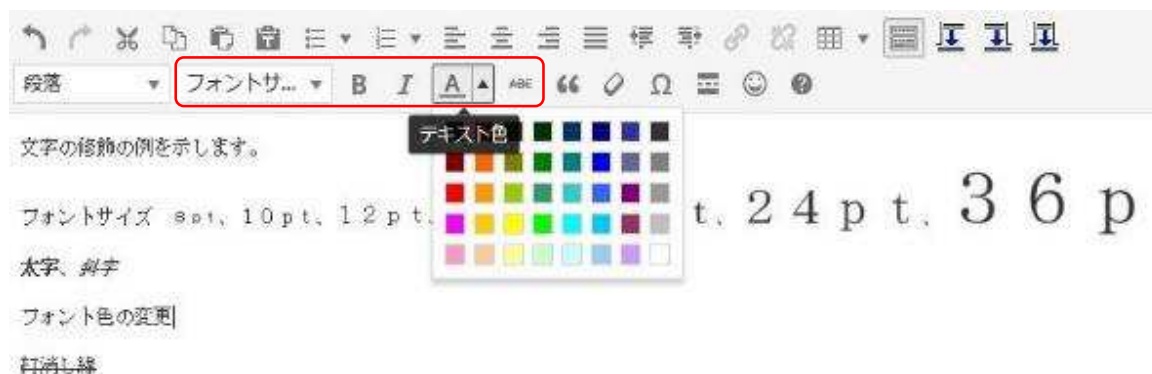 段落 フォントサ... B I A ABC
テキスト色
文字の修飾の例を示します。
フォントサイズ 8pt、10pt、12pt、 t、24pt、36p
太字、斜字
フォント色の変更
打消し線